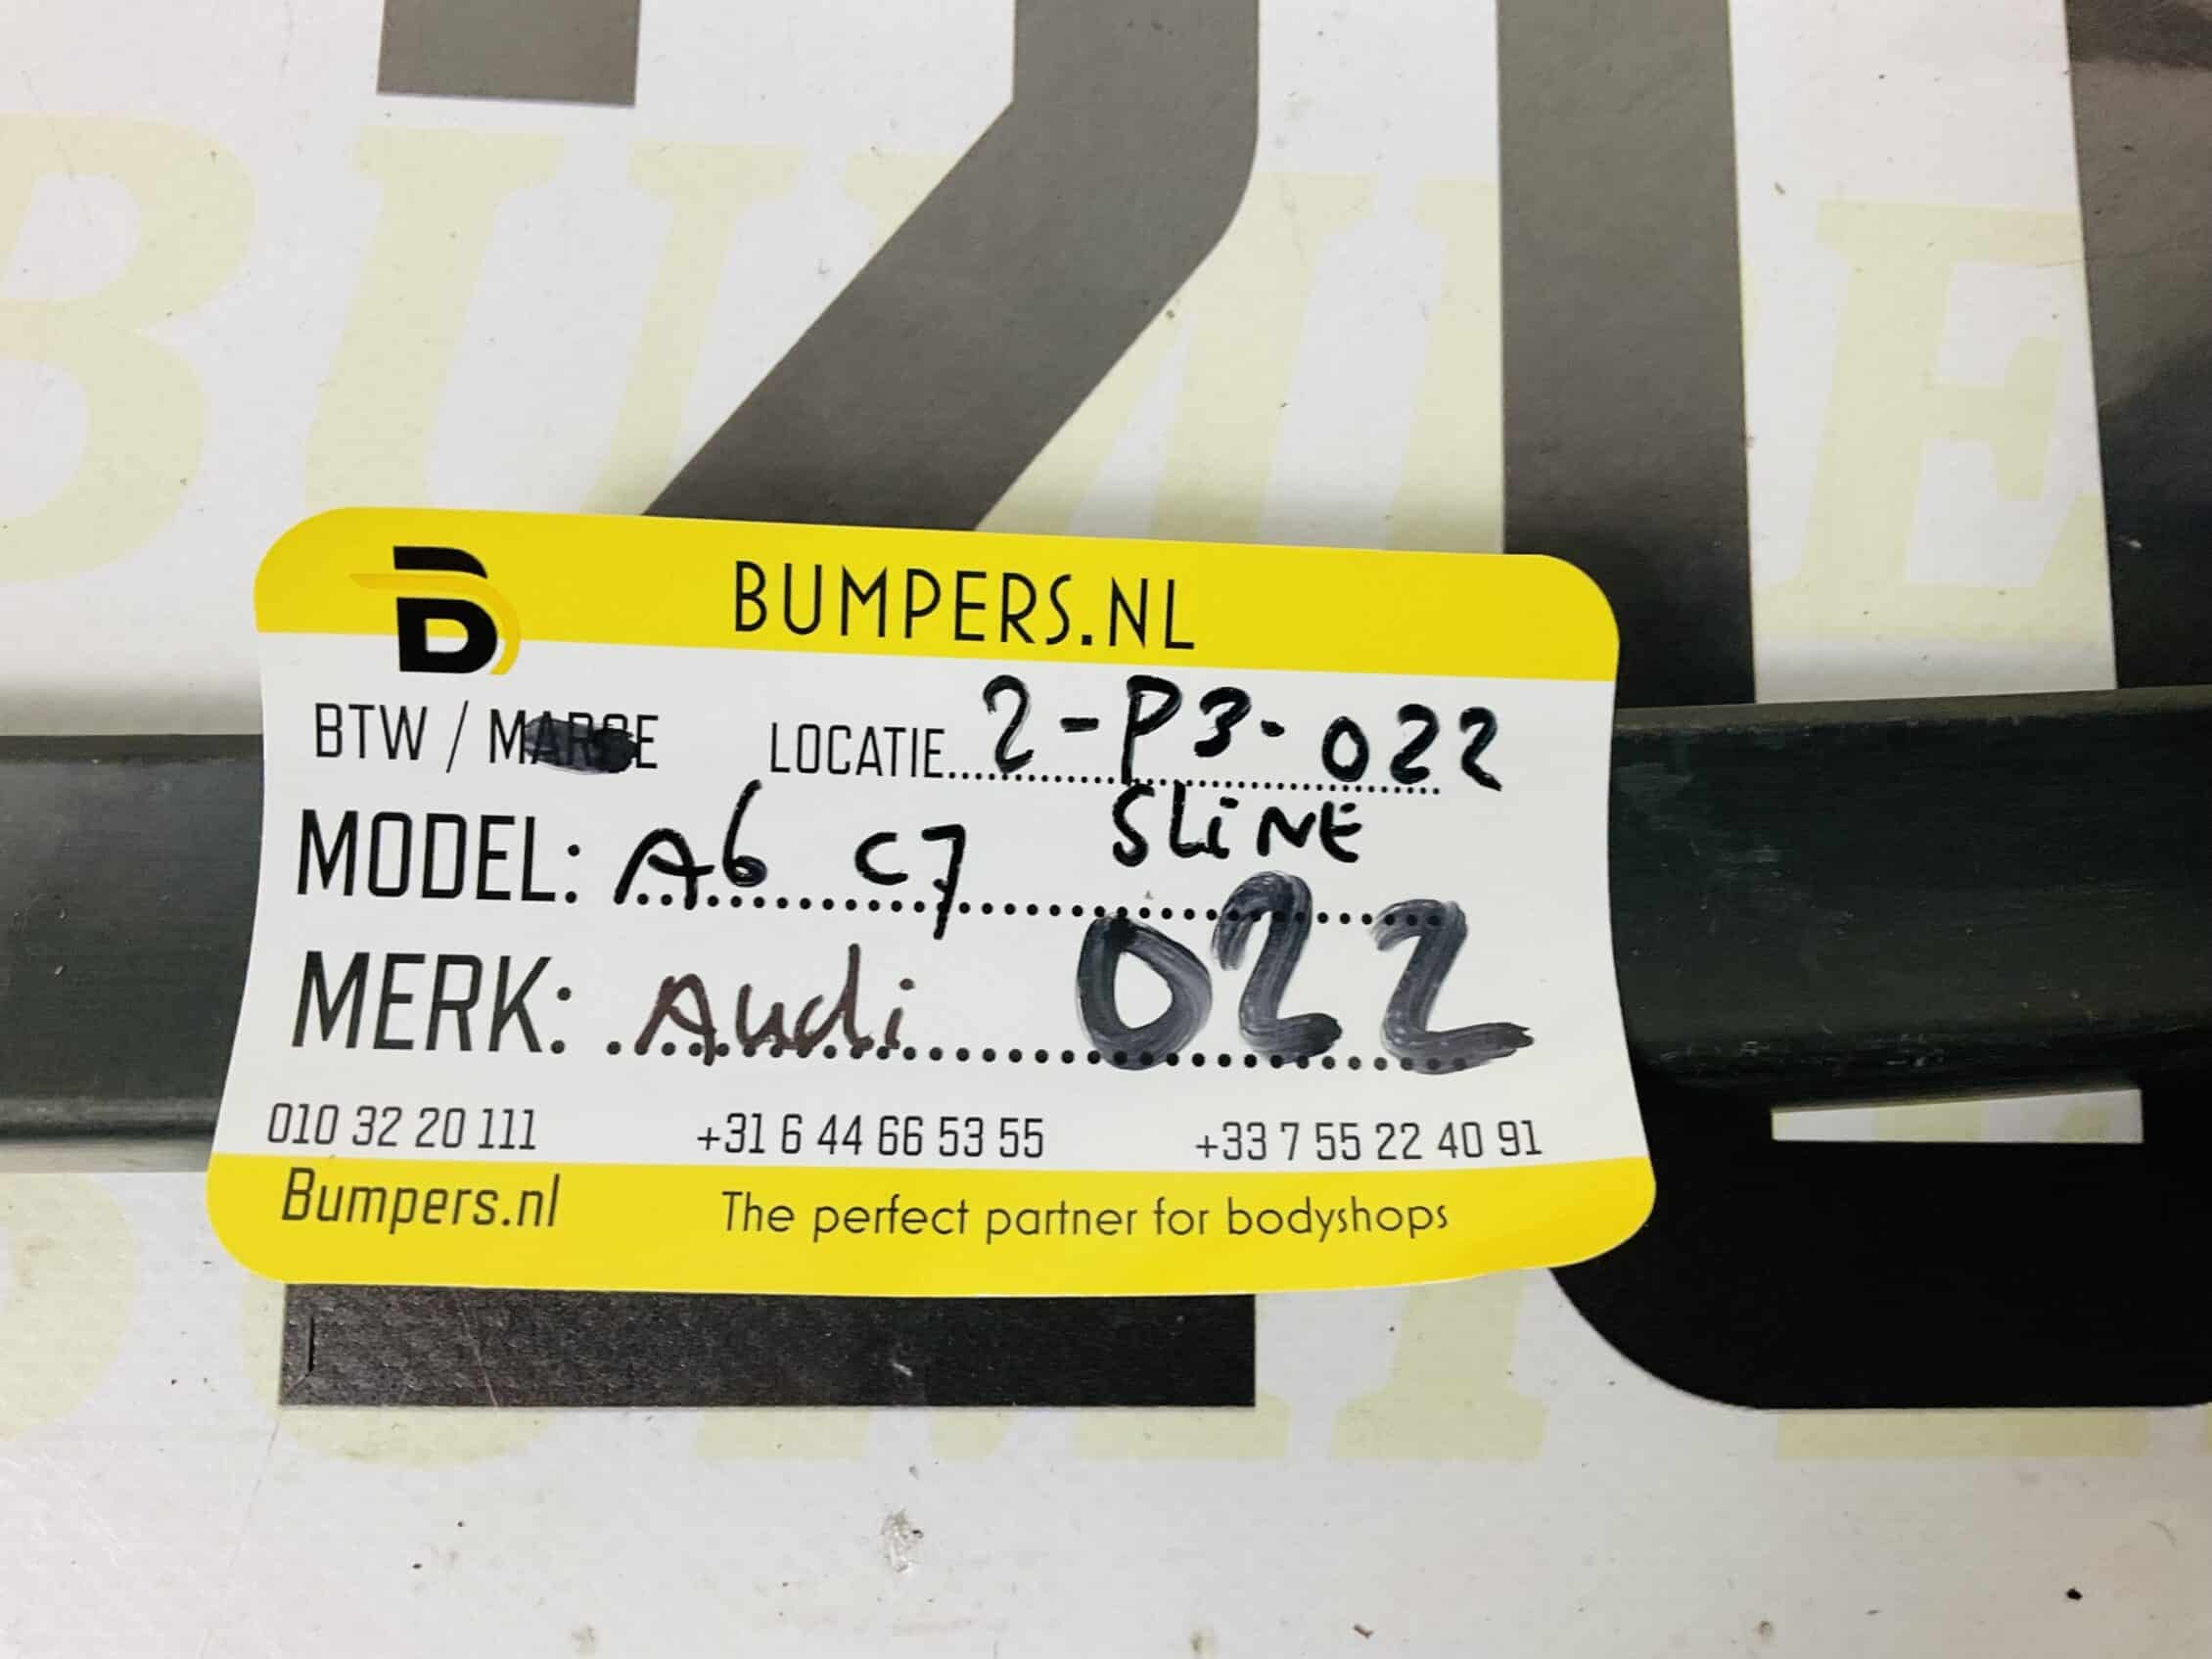 BUMPERS.NL
BTW / MARGE LOCATIE 2-P3-022
MODEL: A6 C7 SLiNE
MERK: Audi 022
010 32 20 111 +31 6 44 66 53 55 +33 7 55 22 40 91
Bumpers.nl The perfect partner for bodyshops